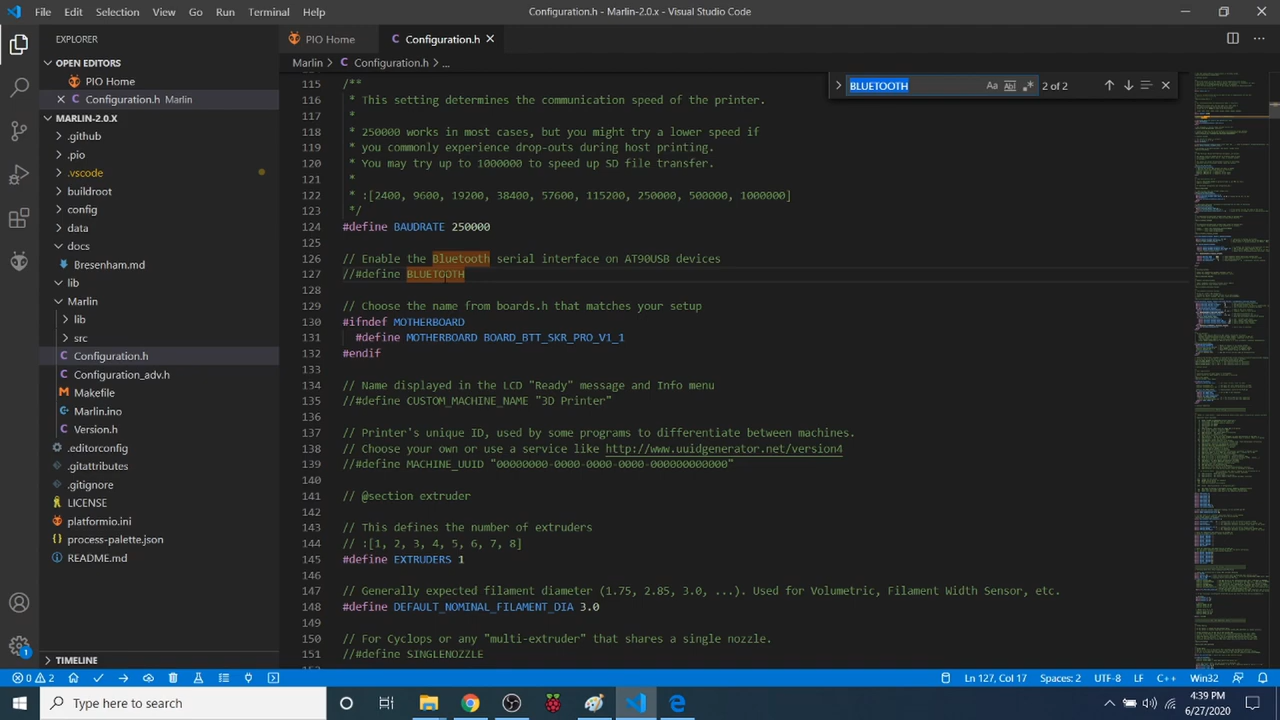 File Edit Selection View Go Run Terminal Help
Configuration.h - Marlin-2.0.x - Visual Studio Code
EXPLORER
PIO Home
Configuration.h
OPEN EDITORS
PIO Home
Configuration.h Marlin
MARLIN-2.0.X
.github
.pio
.vscode
buildroot
config
data
docs
Bresenham.md
lib
Marlin
lib
src
Configuration.h
Configuration_adv.h
Makefile
Marlin.ino
Version.h
.editorconfig
.gitattributes
.gitignore
LICENSE
platformio.ini
process-palette.json
README.md
TIMELINE
Marlin > Configuration.h > ...
BLUETOOTH
2 of 2
115 /**
116 * This setting determines the communication speed of the printer.
117 *
118 * 250000 works in most cases, but you might try a lower speed if
119 * you commonly experience drop-outs during host printing.
120 * You may try up to 1000000 to speed up SD file transfer.
121 *
122 * :[2400, 9600, 19200, 38400, 57600, 115200, 250000, 500000, 1000000]
123 */
124 #define BAUDRATE 250000
125
126 // Enable the Bluetooth serial interface on AT90USB devices
127 //#define BLUETOOTH
128
129 // Choose the name from boards.h that matches your setup
130 #ifndef MOTHERBOARD
131 #define MOTHERBOARD BOARD_BTT_SKR_PRO_V1_1
132 #endif
133
134 // Name displayed in the LCD "Ready" message and Info menu
135 //#define CUSTOM_MACHINE_NAME "3D Printer"
136
137 // Printer's unique ID, used by some programs to differentiate between machines.
138 // Choose your own or use a service like http://www.uuidgenerator.net/version4
139 //#define MACHINE_UUID "00000000-0000-0000-0000-000000000000"
140
141 // @section extruder
142
143 // This defines the number of extruders
144 // :[1, 2, 3, 4, 5, 6, 7, 8]
145 #define EXTRUDERS 1
146
147 // Generally expected filament diameter (1.75, 2.85, 3.0, ...). Used for Volumetric, Filament Width Sensor, etc.
148 #define DEFAULT_NOMINAL_FILAMENT_DIA 3.0
149
150 // For Cyclops or any "multi-extruder" that shares a single nozzle.
151 //#define SINGLENOZZLE
0 2
Ln 127, Col 17 Spaces: 2 UTF-8 LF C++ Win32
Type here to search
4:39 PM
6/27/2020